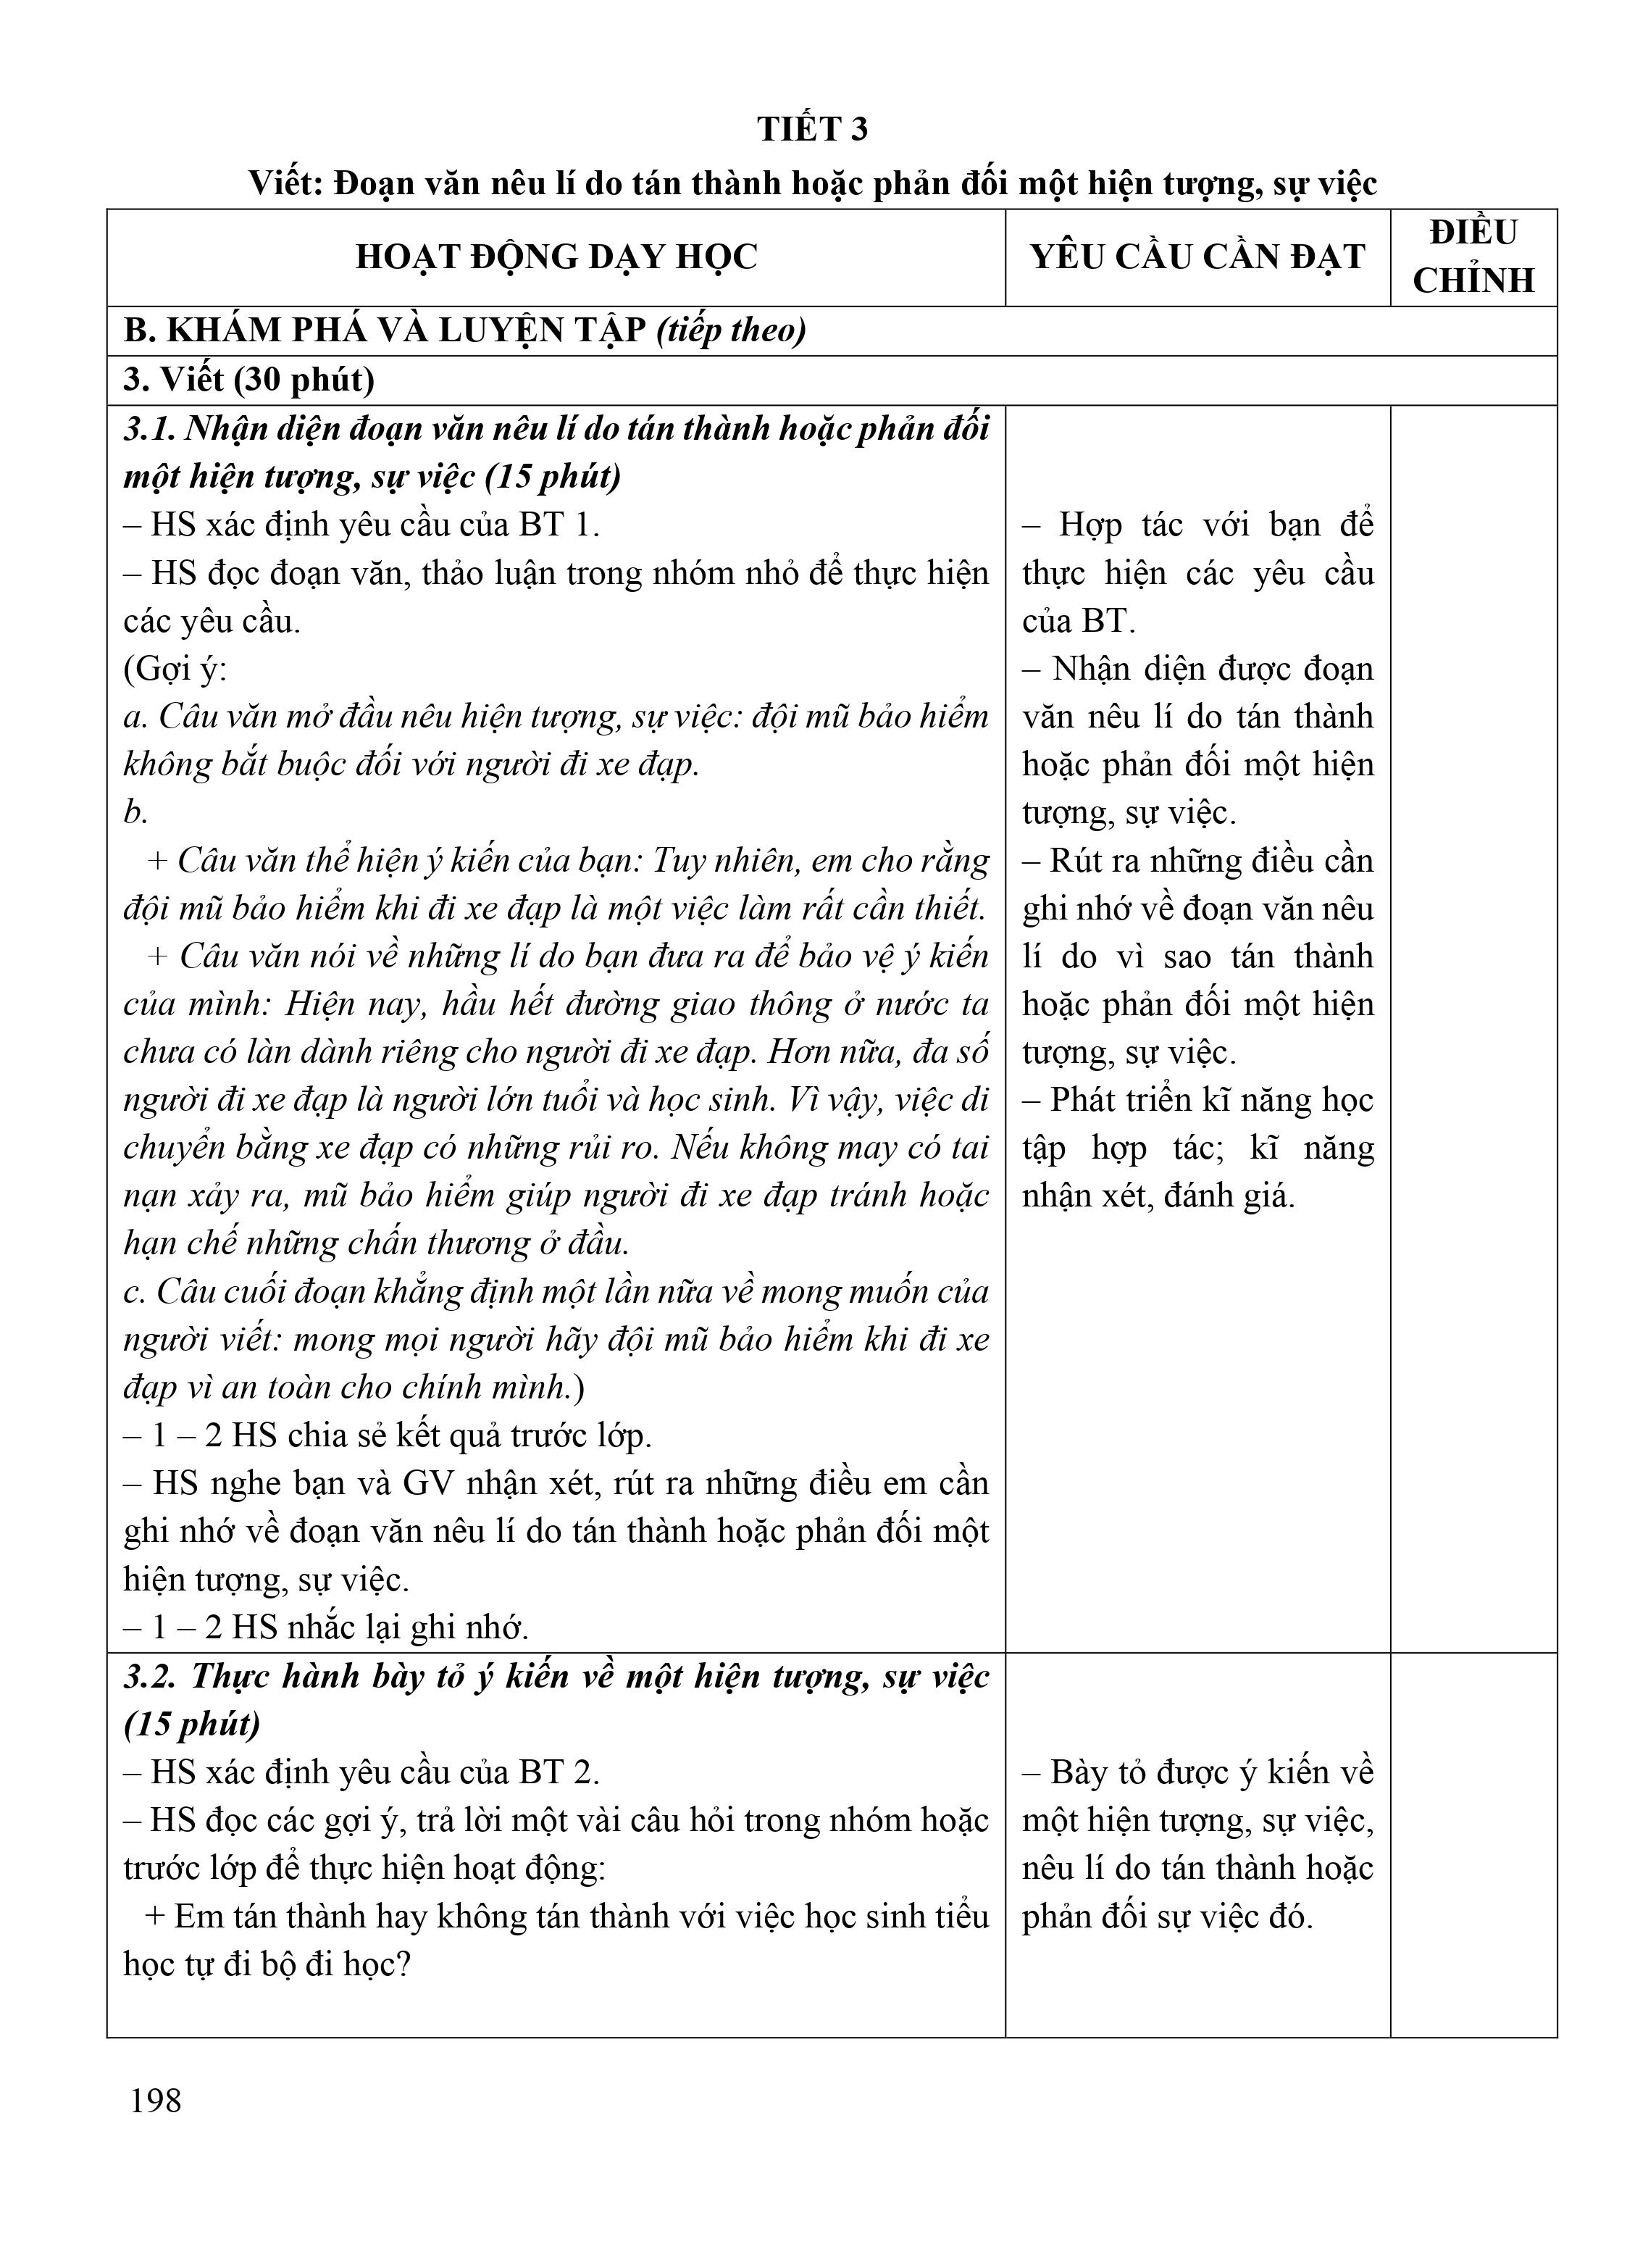 TIẾT 3
Viết: Đoạn văn nêu lí do tán thành hoặc phản đối một hiện tượng, sự việc
HOẠT ĐỘNG DẠY HỌC
YÊU CẦU CẦN ĐẠT
ĐIỀU
CHỈNH
B. KHÁM PHÁ VÀ LUYỆN TẬP (tiếp theo)
3. Viết (30 phút)
3.1. Nhận diện đoạn văn nêu lí do tán thành hoặc phản đối
một hiện tượng, sự việc (15 phút)
– HS xác định yêu cầu của BT 1.
– HS đọc đoạn văn, thảo luận trong nhóm nhỏ để thực hiện
các yêu cầu.
(Gợi ý:
a. Câu văn mở đầu nêu hiện tượng, sự việc: đội mũ bảo hiểm
không bắt buộc đối với người đi xe đạp.
b.
+ Câu văn thể hiện ý kiến của bạn: Tuy nhiên, em cho rằng
đội mũ bảo hiểm khi đi xe đạp là một việc làm rất cần thiết.
+ Câu văn nói về những lí do bạn đưa ra để bảo vệ ý kiến
của mình: Hiện nay, hầu hết đường giao thông ở nước ta
chưa có làn dành riêng cho người đi xe đạp. Hơn nữa, đa số
người đi xe đạp là người lớn tuổi và học sinh. Vì vậy, việc di
chuyển bằng xe đạp có những rủi ro. Nếu không may có tai
nạn xảy ra, mũ bảo hiểm giúp người đi xe đạp tránh hoặc
hạn chế những chấn thương ở đầu.
c. Câu cuối đoạn khẳng định một lần nữa về mong muốn của
người viết: mong mọi người hãy đội mũ bảo hiểm khi đi xe
đạp vì an toàn cho chính mình.)
– 1 – 2 HS chia sẻ kết quả trước lớp.
– HS nghe bạn và GV nhận xét, rút ra những điều em cần
ghi nhớ về đoạn văn nêu lí do tán thành hoặc phản đối một
hiện tượng, sự việc.
– 1 – 2 HS nhắc lại ghi nhớ.
– Hợp tác với bạn để
thực hiện các yêu cầu
của BT.
– Nhận diện được đoạn
văn nêu lí do tán thành
hoặc phản đối một hiện
tượng, sự việc.
– Rút ra những điều cần
ghi nhớ về đoạn văn nêu
lí do vì sao tán thành
hoặc phản đối một hiện
tượng, sự việc.
– Phát triển kĩ năng học
tập hợp tác; kĩ năng
nhận xét, đánh giá.
3.2. Thực hành bày tỏ ý kiến về một hiện tượng, sự việc
(15 phút)
– HS xác định yêu cầu của BT 2.
– HS đọc các gợi ý, trả lời một vài câu hỏi trong nhóm hoặc
trước lớp để thực hiện hoạt động:
+ Em tán thành hay không tán thành với việc học sinh tiểu
học tự đi bộ đi học?
– Bày tỏ được ý kiến về
một hiện tượng, sự việc,
nêu lí do tán thành hoặc
phản đối sự việc đó.
198